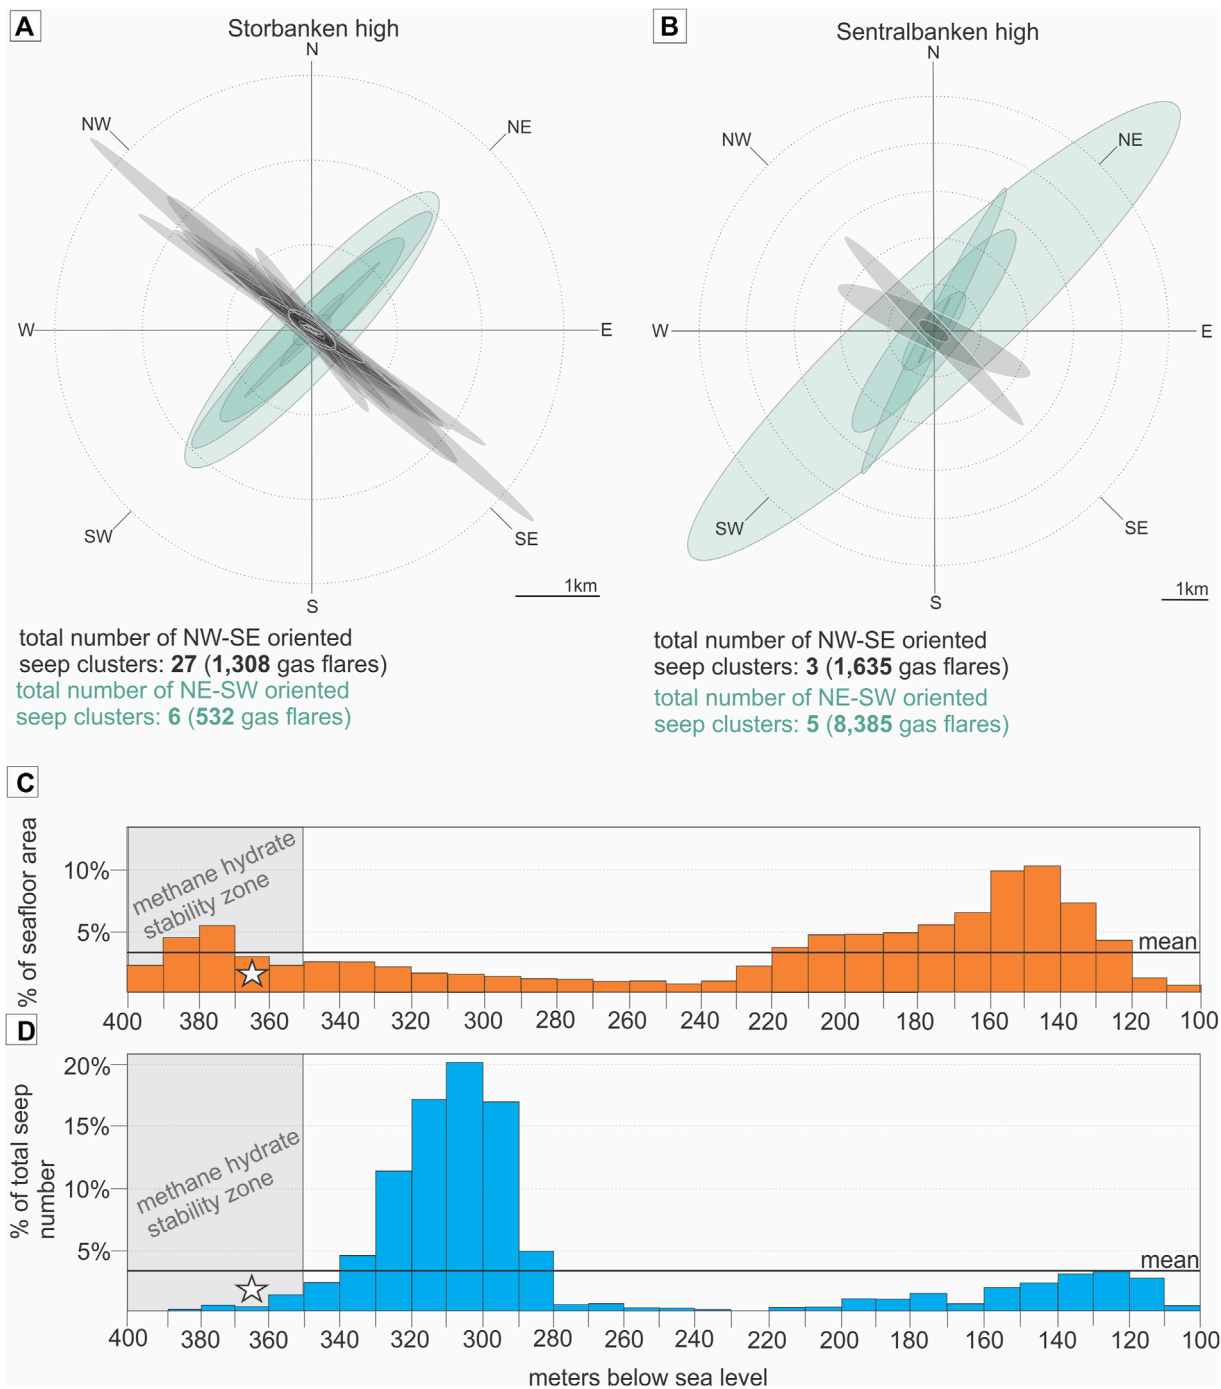 A
Storbanken high
N
NW
NE
W
E
SW
SE
S
1km
total number of NW-SE oriented
seep clusters: 27 (1,308 gas flares)
total number of NE-SW oriented
seep clusters: 6 (532 gas flares)
B
Sentralbanken high
N
NW
NE
W
E
SW
SE
S
1km
total number of NW-SE oriented
seep clusters: 3 (1,635 gas flares)
total number of NE-SW oriented
seep clusters: 5 (8,385 gas flares)
C
% of seafloor area
10%
5%
methane hydrate
stability zone
mean
400 380 360 340 320 300 280 260 240 220 200 180 160 140 120 100
D
% of total seep
number
20%
15%
10%
5%
methane hydrate
stability zone
mean
400 380 360 340 320 300 280 260 240 220 200 180 160 140 120 100
meters below sea level